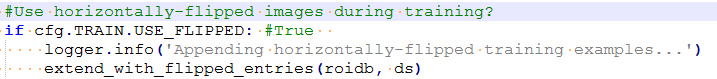 #Use horizontally-flipped images during training?
if cfg.TRAIN.USE_FLIPPED: #True
    logger.info('Appending horizontally-flipped training examples...')
    extend_with_flipped_entries(roidb, ds)